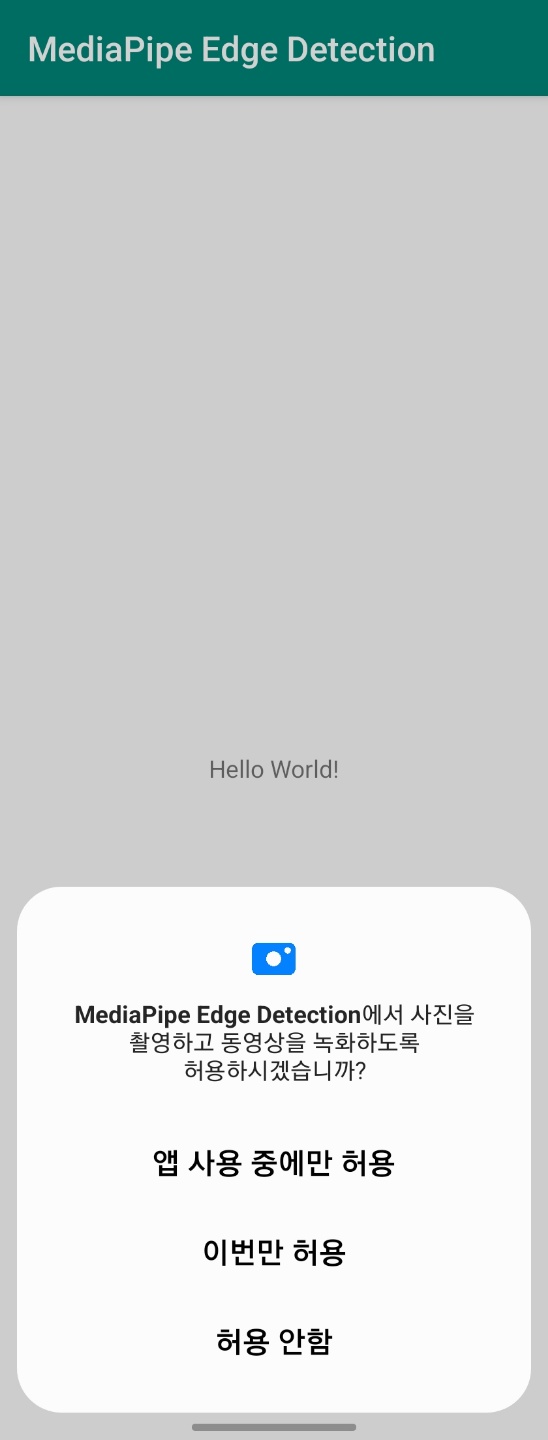 MediaPipe Edge Detection
Hello World!
MediaPipe Edge Detection에서 사진을
촬영하고 동영상을 녹화하도록
허용하시겠습니까?
앱 사용 중에만 허용
이번만 허용
허용 안함